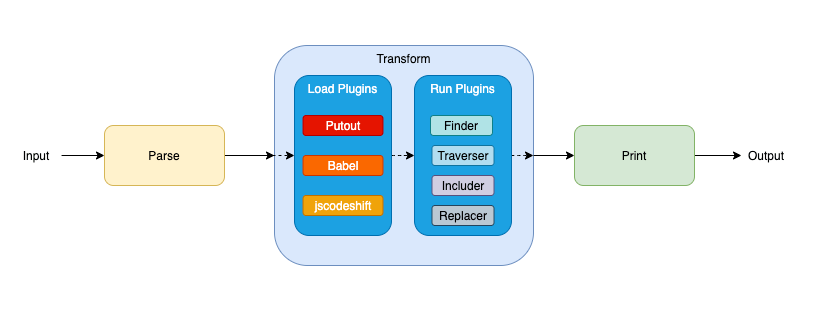 Transform
Load Plugins
Run Plugins
Putout
Finder
Input
Parse
Babel
Traverser
Print
Output
Includer
jscodeshift
Replacer